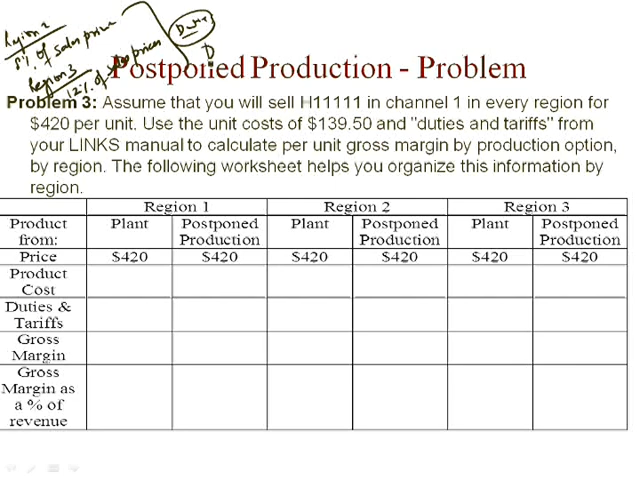 Region 2
8% of sales price
Region 3
12% of sales prices
Duties
D
Postponed Production - Problem
Problem 3: Assume that you will sell H11111 in channel 1 in every region for
$420 per unit. Use the unit costs of $139.50 and "duties and tariffs" from
your LINKS manual to calculate per unit gross margin by production option,
by region. The following worksheet helps you organize this information by
region.
Region 1 Region 2 Region 3
Product from: Plant Postponed Production Plant Postponed Production Plant Postponed Production
Price $420 $420 $420 $420 $420 $420
Product Cost
Duties & Tariffs
Gross Margin
Gross Margin as a % of revenue